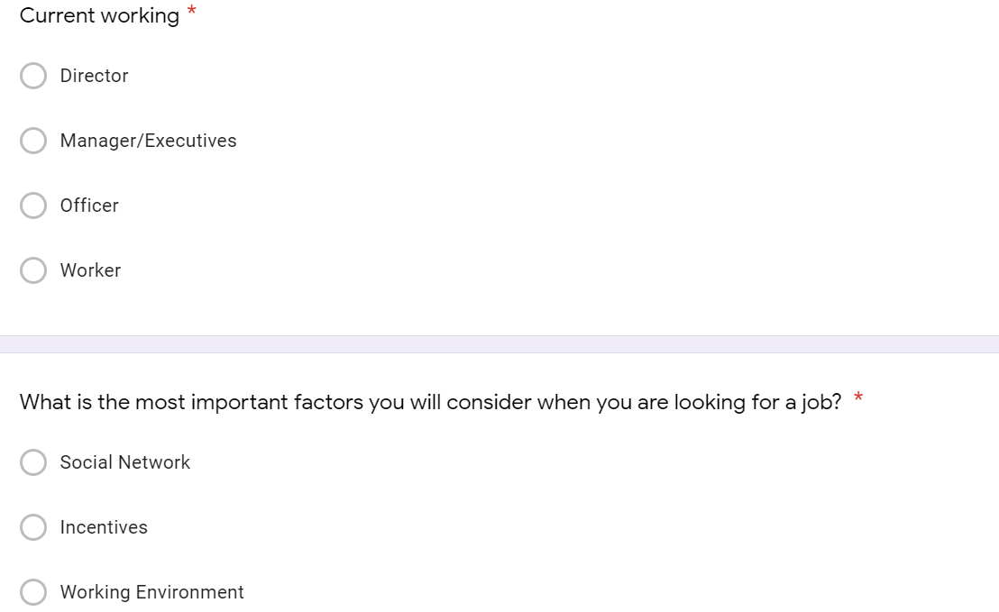 Current working *
Director
Manager/Executives
Officer
Worker
What is the most important factors you will consider when you are looking for a job? *
Social Network
Incentives
Working Environment